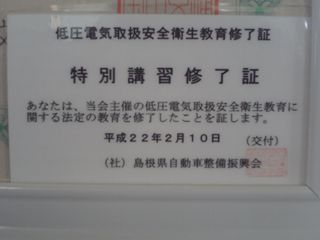 低圧電気取扱安全衛生教育修了証
特別講習修了証
あなたは、当会主催の低圧電気取扱安全衛生教育に
関する法定の教育を修了したことを証します。
平成22年2月10日 (交付)
(社)島根県自動車整備振興会